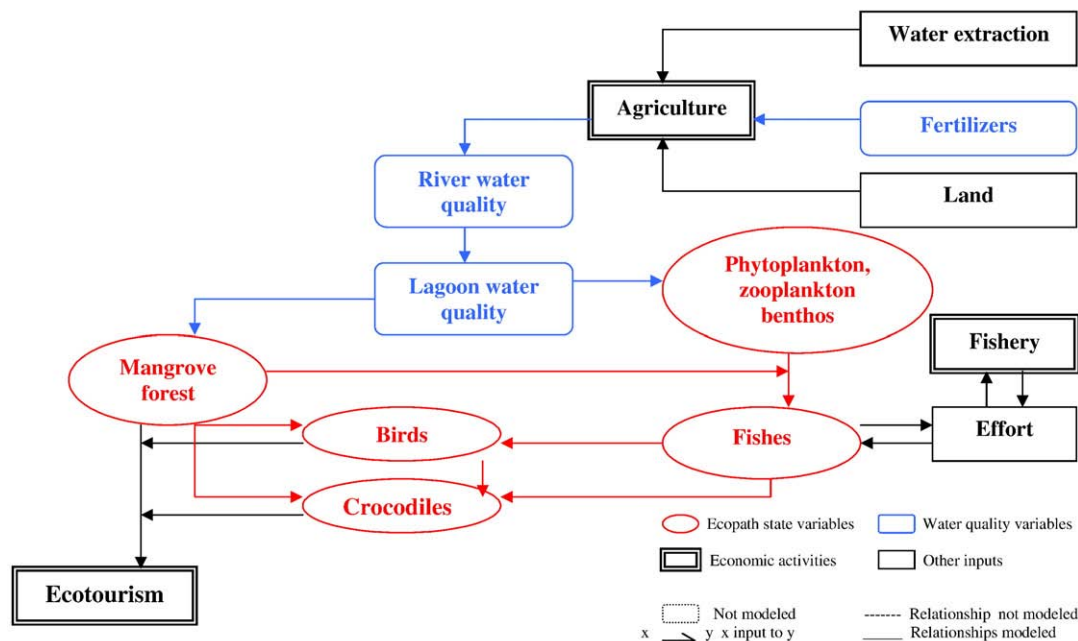 Water extraction
Agriculture
Fertilizers
River water
quality
Land
Phytoplankton,
zooplankton
benthos
Lagoon water
quality
Fishery
Mangrove
forest
Birds
Fishes
Effort
Crocodiles
Ecopath state variables
Water quality variables
Economic activities
Other inputs
Ecotourism
Not modeled
Relationship not modeled
x y x input to y
Relationships modeled